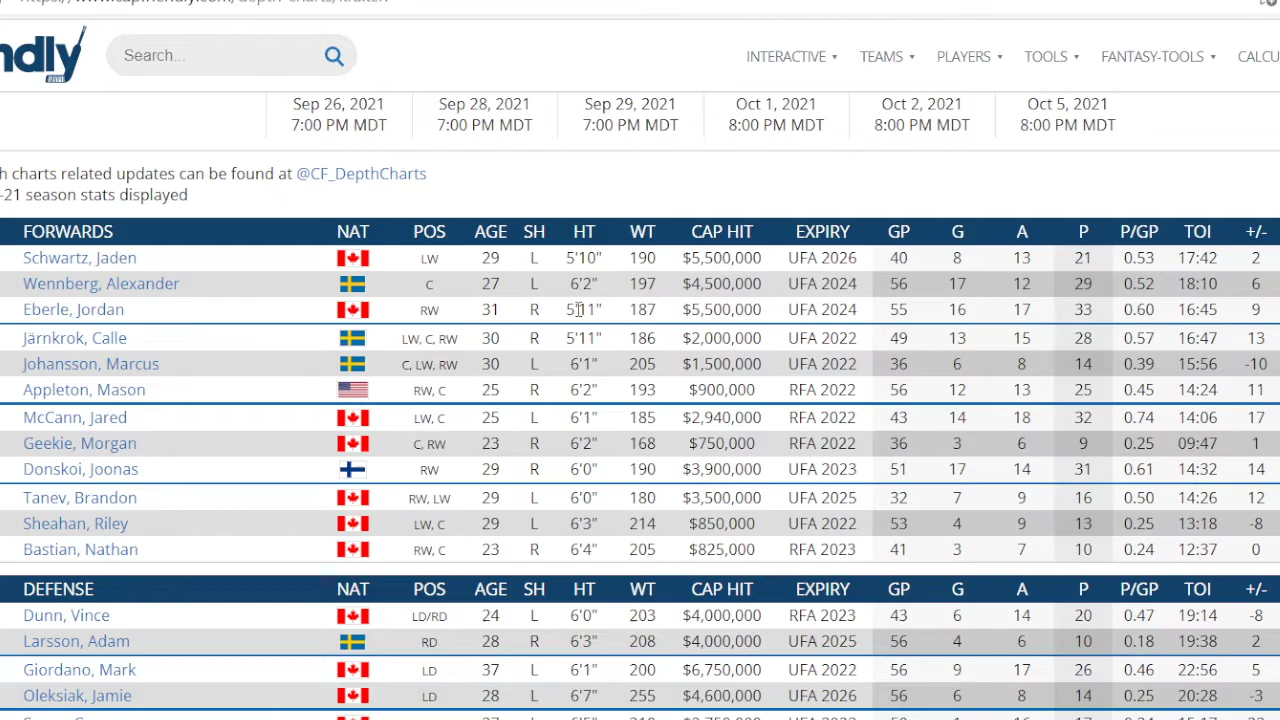 ndly Search... INTERACTIVE TEAMS PLAYERS TOOLS FANTASY-TOOLS CALCU
Sep 26, 2021 Sep 28, 2021 Sep 29, 2021 Oct 1, 2021 Oct 2, 2021 Oct 5, 2021
7:00 PM MDT 7:00 PM MDT 7:00 PM MDT 8:00 PM MDT 8:00 PM MDT 8:00 PM MDT
h charts related updates can be found at @CF_DepthCharts
-21 season stats displayed
FORWARDS NAT POS AGE SH HT WT CAP HIT EXPIRY GP G A P P/GP TOI +/-
Schwartz, Jaden LW 29 L 5'10" 190 $5,500,000 UFA 2026 40 8 13 21 0.53 17:42 2
Wennberg, Alexander C 27 L 6'2" 197 $4,500,000 UFA 2024 56 17 12 29 0.52 18:10 6
Eberle, Jordan RW 31 R 5'11" 187 $5,500,000 UFA 2024 55 16 17 33 0.60 16:45 9
Järnkrok, Calle LW, C, RW 30 R 5'11" 186 $2,000,000 UFA 2022 49 13 15 28 0.57 16:47 13
Johansson, Marcus C, LW, RW 30 L 6'1" 205 $1,500,000 UFA 2022 36 6 8 14 0.39 15:56 -10
Appleton, Mason RW, C 25 R 6'2" 193 $900,000 RFA 2022 56 12 13 25 0.45 14:24 11
McCann, Jared LW, C 25 L 6'1" 185 $2,940,000 RFA 2022 43 14 18 32 0.74 14:06 17
Geekie, Morgan C, RW 23 R 6'2" 168 $750,000 RFA 2022 36 3 6 9 0.25 09:47 1
Donskoi, Joonas RW 29 R 6'0" 190 $3,900,000 UFA 2023 51 17 14 31 0.61 14:32 14
Tanev, Brandon RW, LW 29 L 6'0" 180 $3,500,000 UFA 2025 32 7 9 16 0.50 14:26 12
Sheahan, Riley LW, C 29 L 6'3" 214 $850,000 UFA 2022 53 4 9 13 0.25 13:18 -8
Bastian, Nathan RW, C 23 R 6'4" 205 $825,000 RFA 2023 41 3 7 10 0.24 12:37 0
DEFENSE NAT POS AGE SH HT WT CAP HIT EXPIRY GP G A P P/GP TOI +/-
Dunn, Vince LD/RD 24 L 6'0" 203 $4,000,000 RFA 2023 43 6 14 20 0.47 19:14 -8
Larsson, Adam RD 28 R 6'3" 208 $4,000,000 UFA 2025 56 4 6 10 0.18 19:38 2
Giordano, Mark LD 37 L 6'1" 200 $6,750,000 UFA 2022 56 9 17 26 0.46 22:56 5
Oleksiak, Jamie LD 28 L 6'7" 255 $4,600,000 UFA 2026 56 6 8 14 0.25 20:28 -3